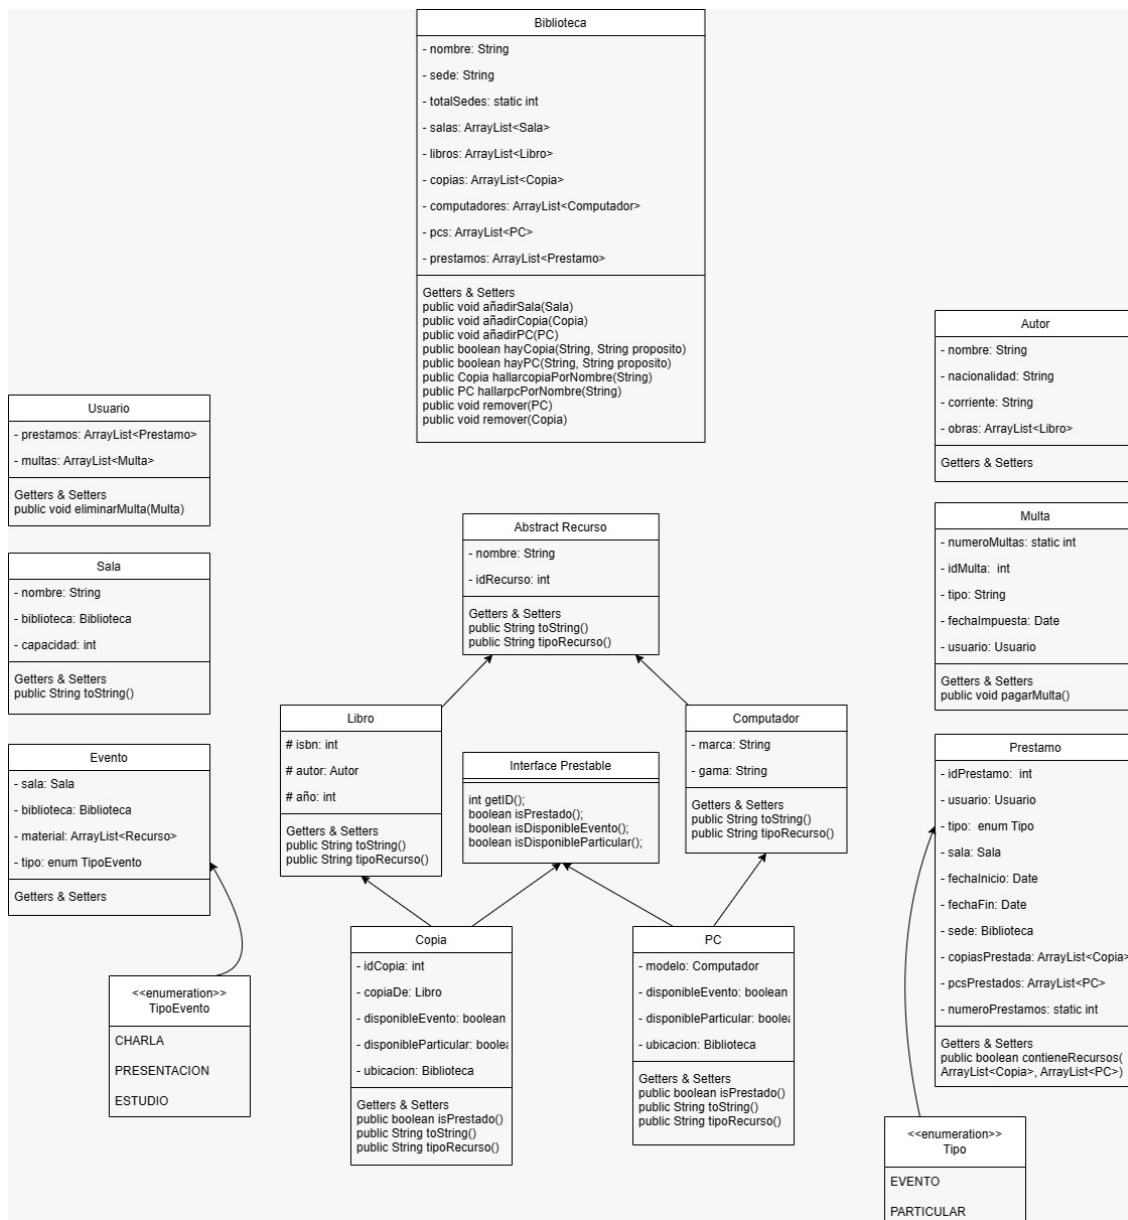 Biblioteca
- nombre: String
- sede: String
- totalSedes: static int
- salas: ArrayList<Sala>
- libros: ArrayList<Libro>
- copias: ArrayList<Copia>
- computadores: ArrayList<Computador>
- pcs: ArrayList<PC>
- prestamos: ArrayList<Prestamo>
Getters & Setters
public void añadirSala(Sala)
public void añadirCopia(Copia)
public void añadirPC(PC)
public boolean hayCopia(String, String proposito)
public boolean hayPC(String, String proposito)
public Copia hallarcopiaPorNombre(String)
public PC hallarpcPorNombre(String)
public void remover(PC)
public void remover(Copia)
Autor
- nombre: String
- nacionalidad: String
- corriente: String
- obras: ArrayList<Libro>
Getters & Setters
Usuario
- prestamos: ArrayList<Prestamo>
- multas: ArrayList<Multa>
Getters & Setters
public void eliminarMulta(Multa)
Abstract Recurso
- nombre: String
- idRecurso: int
Getters & Setters
public String toString()
public String tipoRecurso()
Multa
- numeroMultas: static int
- idMulta: int
- tipo: String
- fechaImpuesta: Date
- usuario: Usuario
Getters & Setters
public void pagarMulta()
Sala
- nombre: String
- biblioteca: Biblioteca
- capacidad: int
Getters & Setters
public String toString()
Libro
# isbn: int
# autor: Autor
# año: int
Getters & Setters
public String toString()
public String tipoRecurso()
Interface Prestable
int getID();
boolean isPrestado();
boolean isDisponibleEvento();
boolean isDisponibleParticular();
Computador
- marca: String
- gama: String
Getters & Setters
public String toString()
public String tipoRecurso()
Evento
- sala: Sala
- biblioteca: Biblioteca
- material: ArrayList<Recurso>
- tipo: enum TipoEvento
Getters & Setters
Prestamo
- idPrestamo: int
- usuario: Usuario
- tipo: enum Tipo
- sala: Sala
- fechaInicio: Date
- fechaFin: Date
- sede: Biblioteca
- copiasPrestada: ArrayList<Copia>
- pcsPrestados: ArrayList<PC>
- numeroPrestamos: static int
Getters & Setters
public boolean contieneRecursos(
ArrayList<Copia>, ArrayList<PC>)
Copia
- idCopia: int
- copiaDe: Libro
- disponibleEvento: boolean
- disponibleParticular: boolea
- ubicacion: Biblioteca
Getters & Setters
public boolean isPrestado()
public String toString()
public String tipoRecurso()
PC
- modelo: Computador
- disponibleEvento: boolean
- disponibleParticular: boolea
- ubicacion: Biblioteca
Getters & Setters
public boolean isPrestado()
public String toString()
public String tipoRecurso()
<<enumeration>>
TipoEvento
CHARLA
PRESENTACION
ESTUDIO
<<enumeration>>
Tipo
EVENTO
PARTICULAR